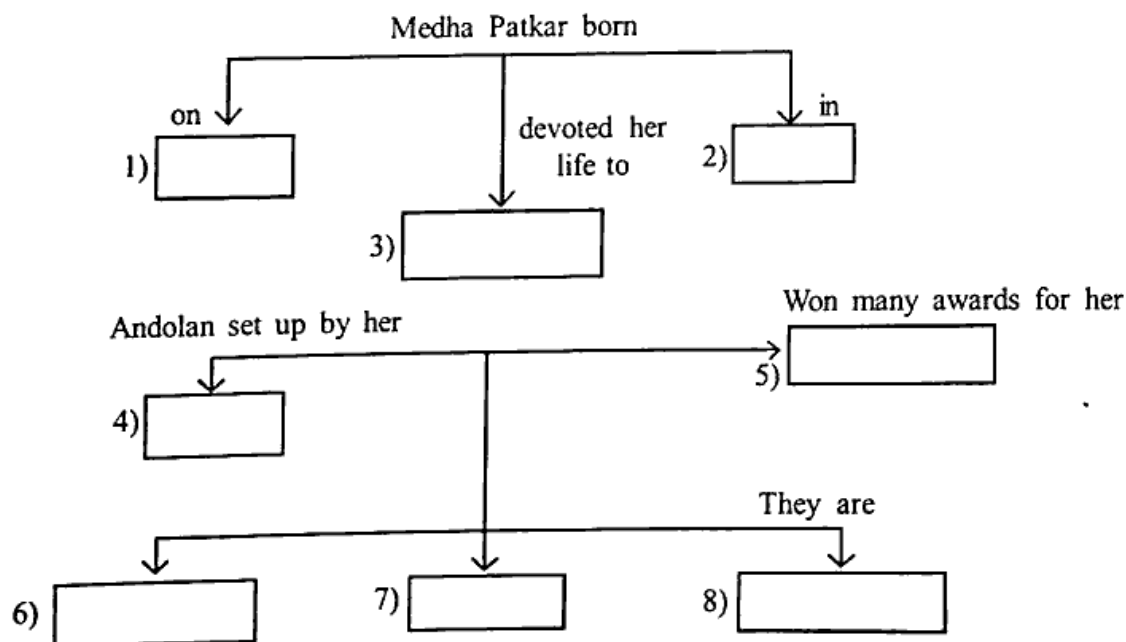 Medha Patkar born
on
in
devoted her
life to
1)
2)
3)
Andolan set up by her
Won many awards for her
4)
5)
They are
6)
7)
8)